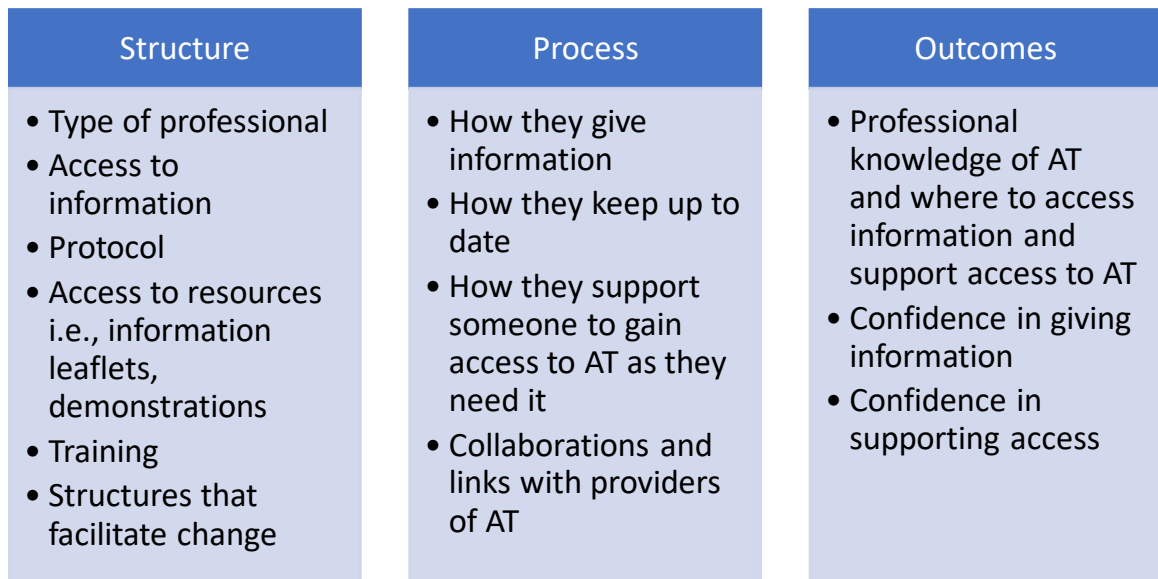 Structure
• Type of professional
• Access to
information
• Protocol
• Access to resources
i.e., information
leaflets,
demonstrations
• Training
• Structures that
facilitate change
Process
• How they give
information
• How they keep up to
date
• How they support
someone to gain
access to AT as they
need it
• Collaborations and
links with providers
of AT
Outcomes
• Professional
knowledge of AT
and where to access
information and
support access to AT
• Confidence in giving
information
• Confidence in
supporting access